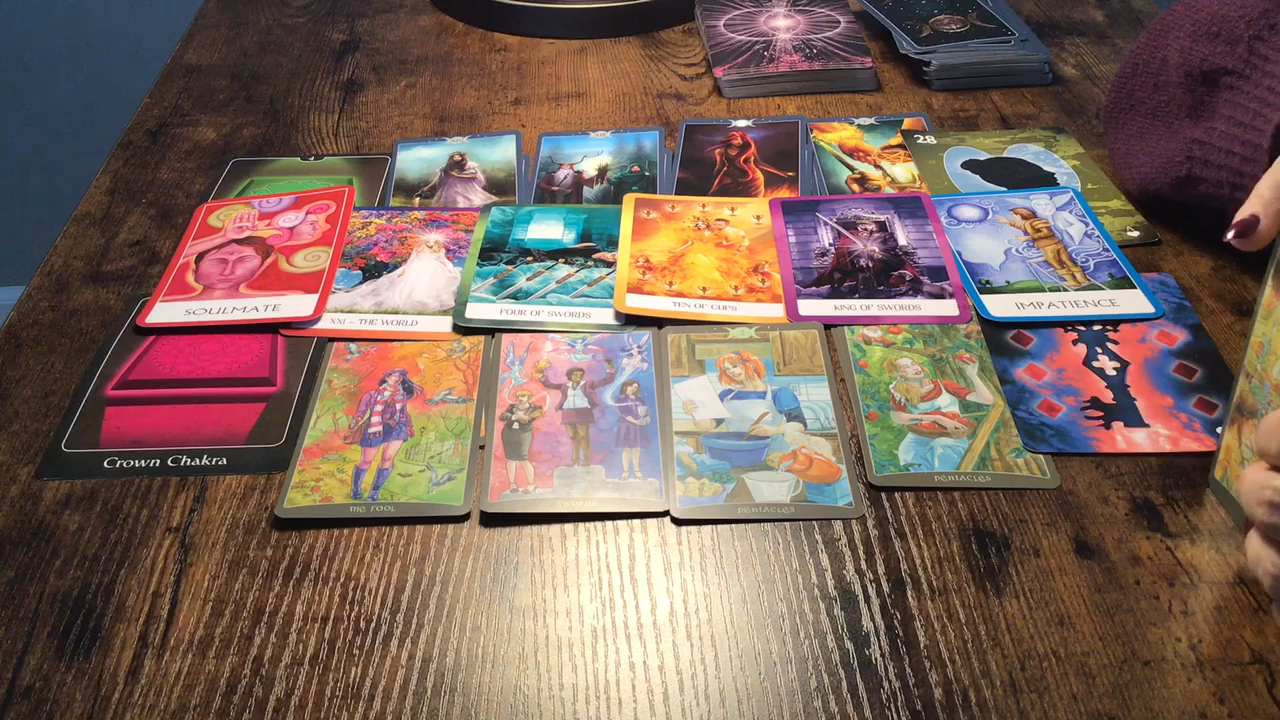 4
28
SOULMATE
XXI - THE WORLD
FOUR OF SWORDS
TEN OF CUPS
KING OF SWORDS
IMPATIENCE
Crown Chakra
THE FOOL
PENTACLES
PENTACLES